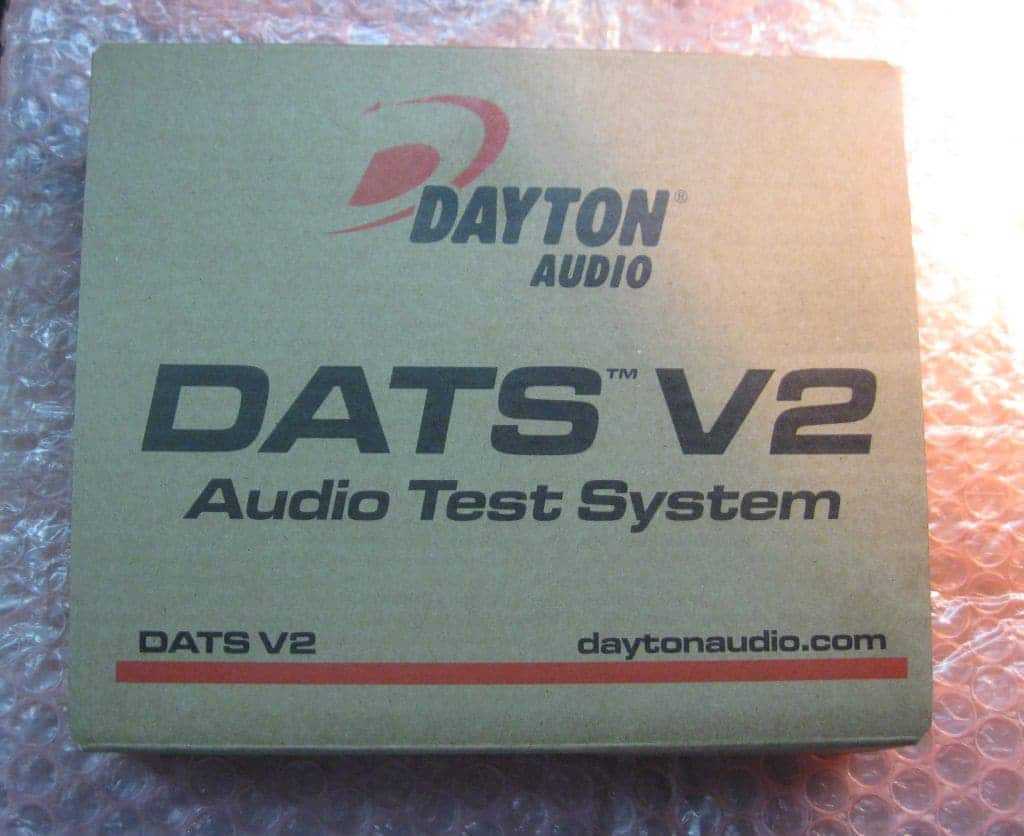 DAYTON®
AUDIO
DATS™ V2
Audio Test System
DATS V2 daytonaudio.com